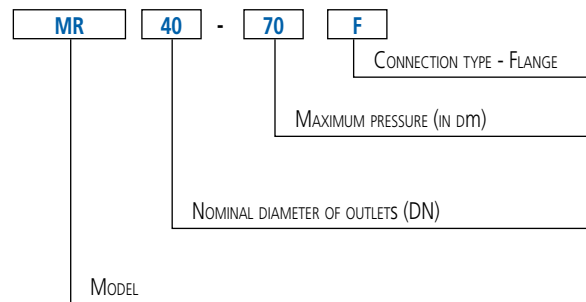 MR 40 - 70 F
Connection type - Flange
Maximum pressure (in dm)
Nominal diameter of outlets (DN)
Model